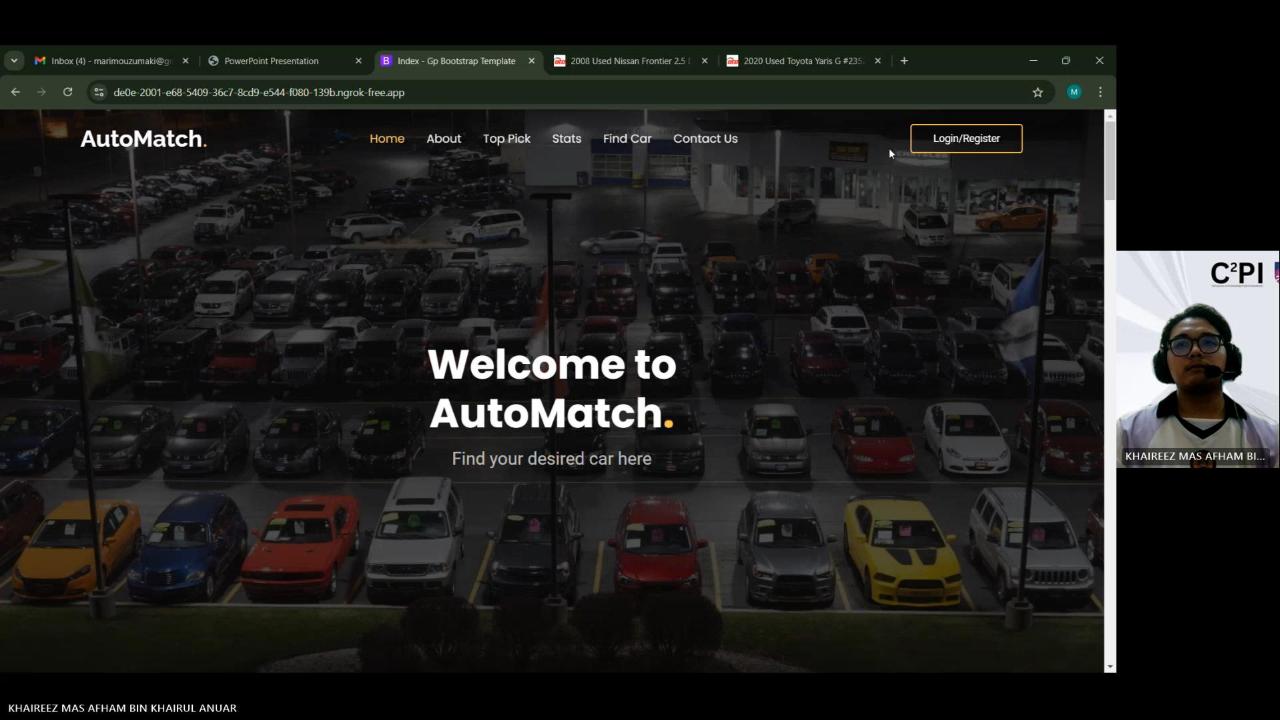 Inbox (4) - marimouzumaki@g
PowerPoint Presentation
Index - Gp Bootstrap Template
2008 Used Nissan Frontier 2.5
2020 Used Toyota Yaris G #235
de0e-2001-e68-5409-36c7-8cd9-e544-f080-139b.ngrok-free.app
M
AutoMatch.
Home
About
Top Pick
Stats
Find Car
Contact Us
Login/Register
Welcome to
AutoMatch.
Find your desired car here
C²PI
KHAIREEZ MAS AFHAM BI...
KHAIREEZ MAS AFHAM BIN KHAIRUL ANUAR